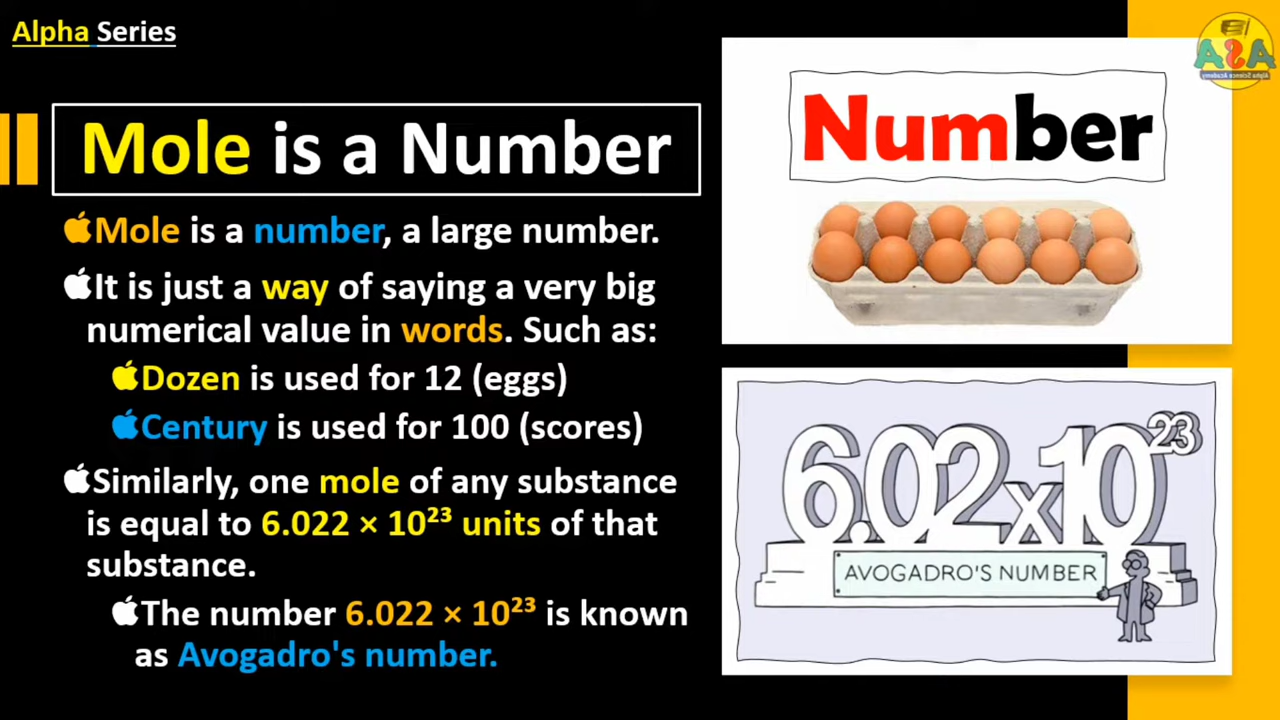 Alpha Series
Mole is a Number
Mole is a number, a large number.
It is just a way of saying a very big
numerical value in words. Such as:
Dozen is used for 12 (eggs)
Century is used for 100 (scores)
Similarly, one mole of any substance
is equal to 6.022 × 10²³ units of that
substance.
The number 6.022 × 10²³ is known
as Avogadro's number.
Number
6.02x10²³
AVOGADRO'S NUMBER
ASA
Alpha Science Academy